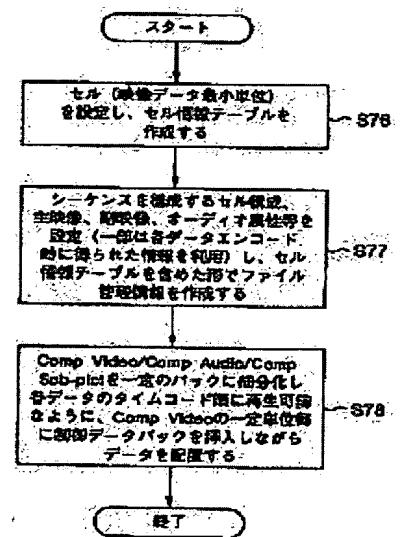 スタート
セル（映像データ最小単位）
を設定し、セル情報テーブルを
作成する
S76
シーケンスを構成するセル構成、
主映像、副映像、オーディオ属性等を
設定（一部は各データエンコード
時に得られた情報を利用）し、セル
情報テーブルを含めた形でファイル
管理情報を作成する
S77
Comp Video/Comp Audio/Comp
Sub-pictを一定のパックに細分化し
各データのタイムコード順に再生可能
なように、Comp Videoの一定単位毎
に制御データパックを挿入しながら
データを配置する
S78
終了